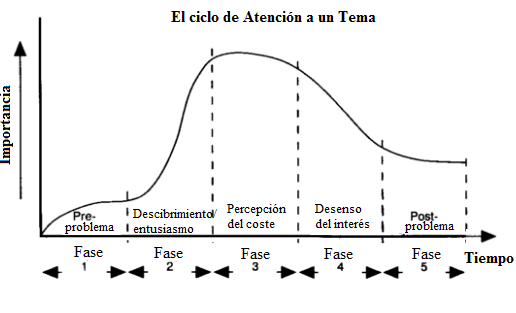 El ciclo de Atención a un Tema
Importancia
Pre-
problema
Descibrimiento/
entusiasmo
Percepción
del coste
Desenso
del interés
Post-
problema
Fase
1
Fase
2
Fase
3
Fase
4
Fase
5
Tiempo